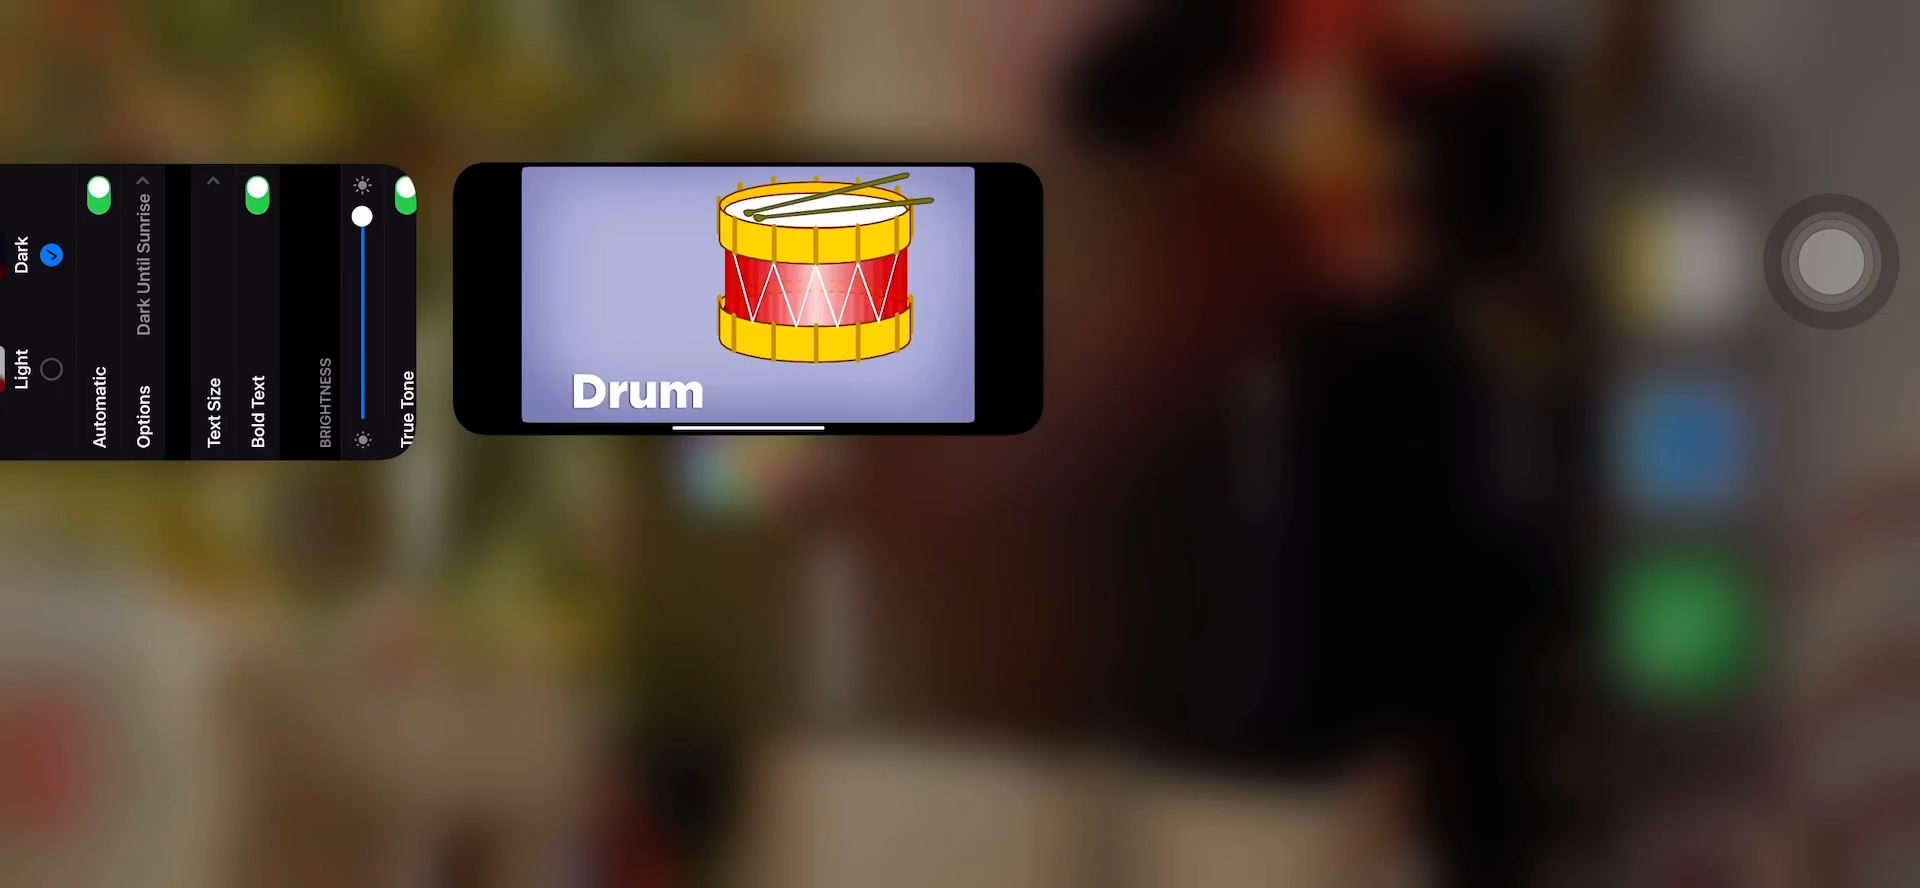 Light
Dark
Automatic
Options
Dark Until Sunrise
Text Size
Bold Text
BRIGHTNESS
True Tone
Drum